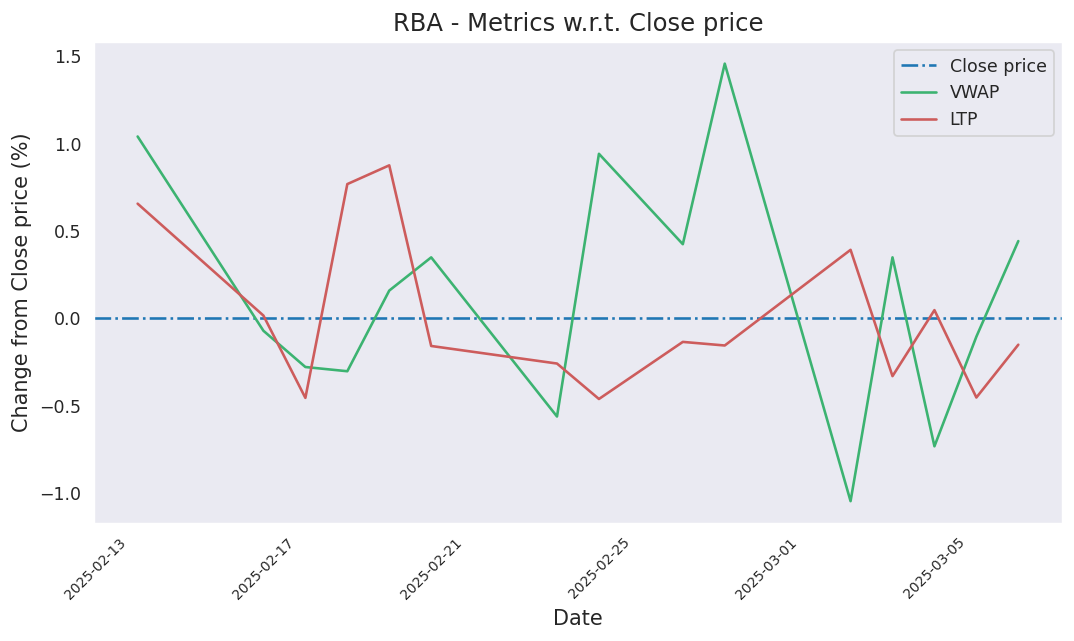 RBA - Metrics w.r.t. Close price
Change from Close price (%)
1.5
1.0
0.5
0.0
−0.5
−1.0
Close price
VWAP
LTP
2025-02-13
2025-02-17
2025-02-21
2025-02-25
2025-03-01
2025-03-05
Date